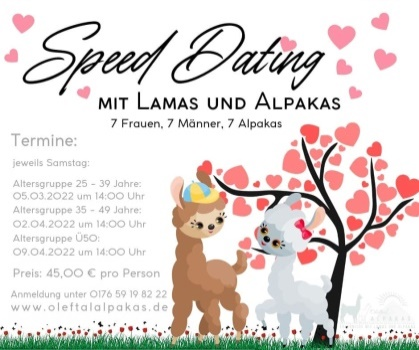 Speed Dating
mit Lamas und Alpakas
7 Frauen, 7 Männer, 7 Alpakas
Termine:
jeweils Samstag:
Altersgruppe 25 - 39 Jahre:
05.03.2022 um 14:00 Uhr
Altersgruppe 35 - 49 Jahre:
02.04.2022 um 14:00 Uhr
Altersgruppe Ü50:
09.04.2022 um 14:00 Uhr
Preis: 45,00 € pro Person
Anmeldung unter 0176 59 19 82 22
www.oleftalalpakas.de
ALPAKAS